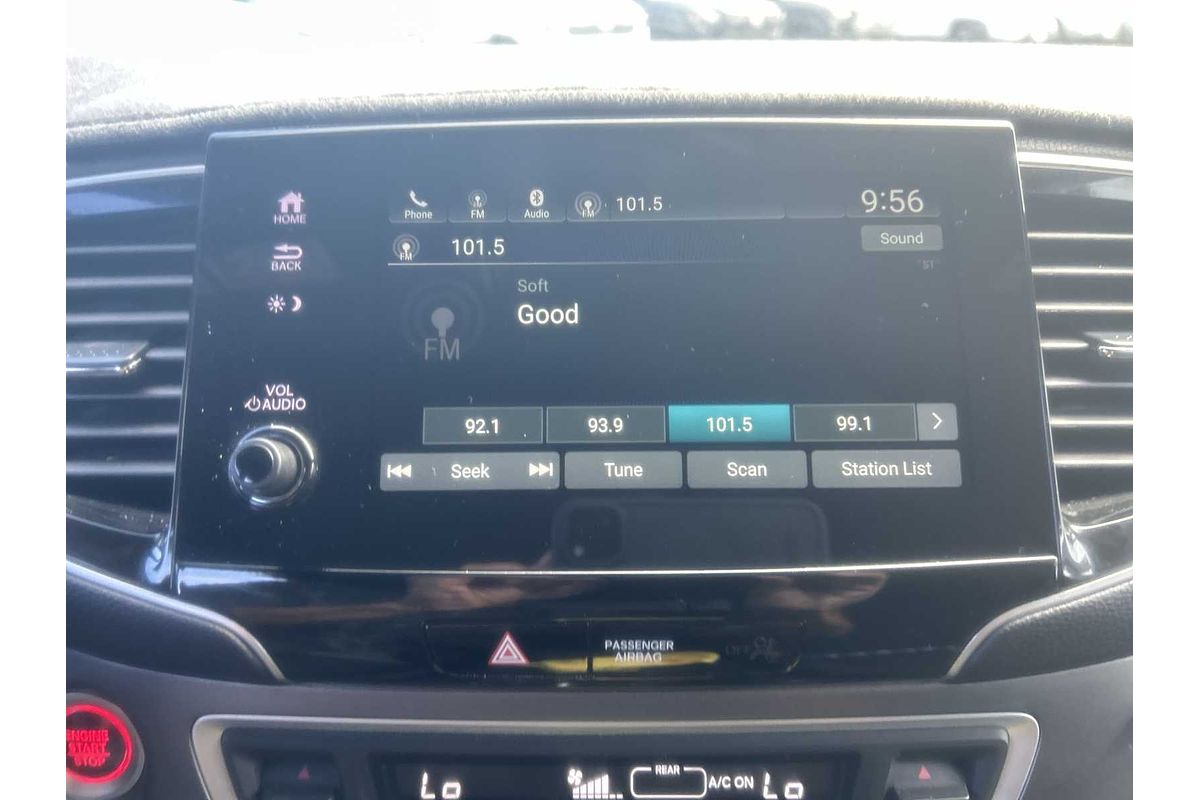 HOME
Phone
FM
Audio
FM
101.5
9:56
BACK
FM
101.5
Sound
ST
Soft
Good
FM
VOL
AUDIO
92.1
93.9
101.5
99.1
Seek
Tune
Scan
Station List
PASSENGER
AIRBAG
OFF
ENGINE
START
STOP
Lo
REAR
A/C ON
Lo